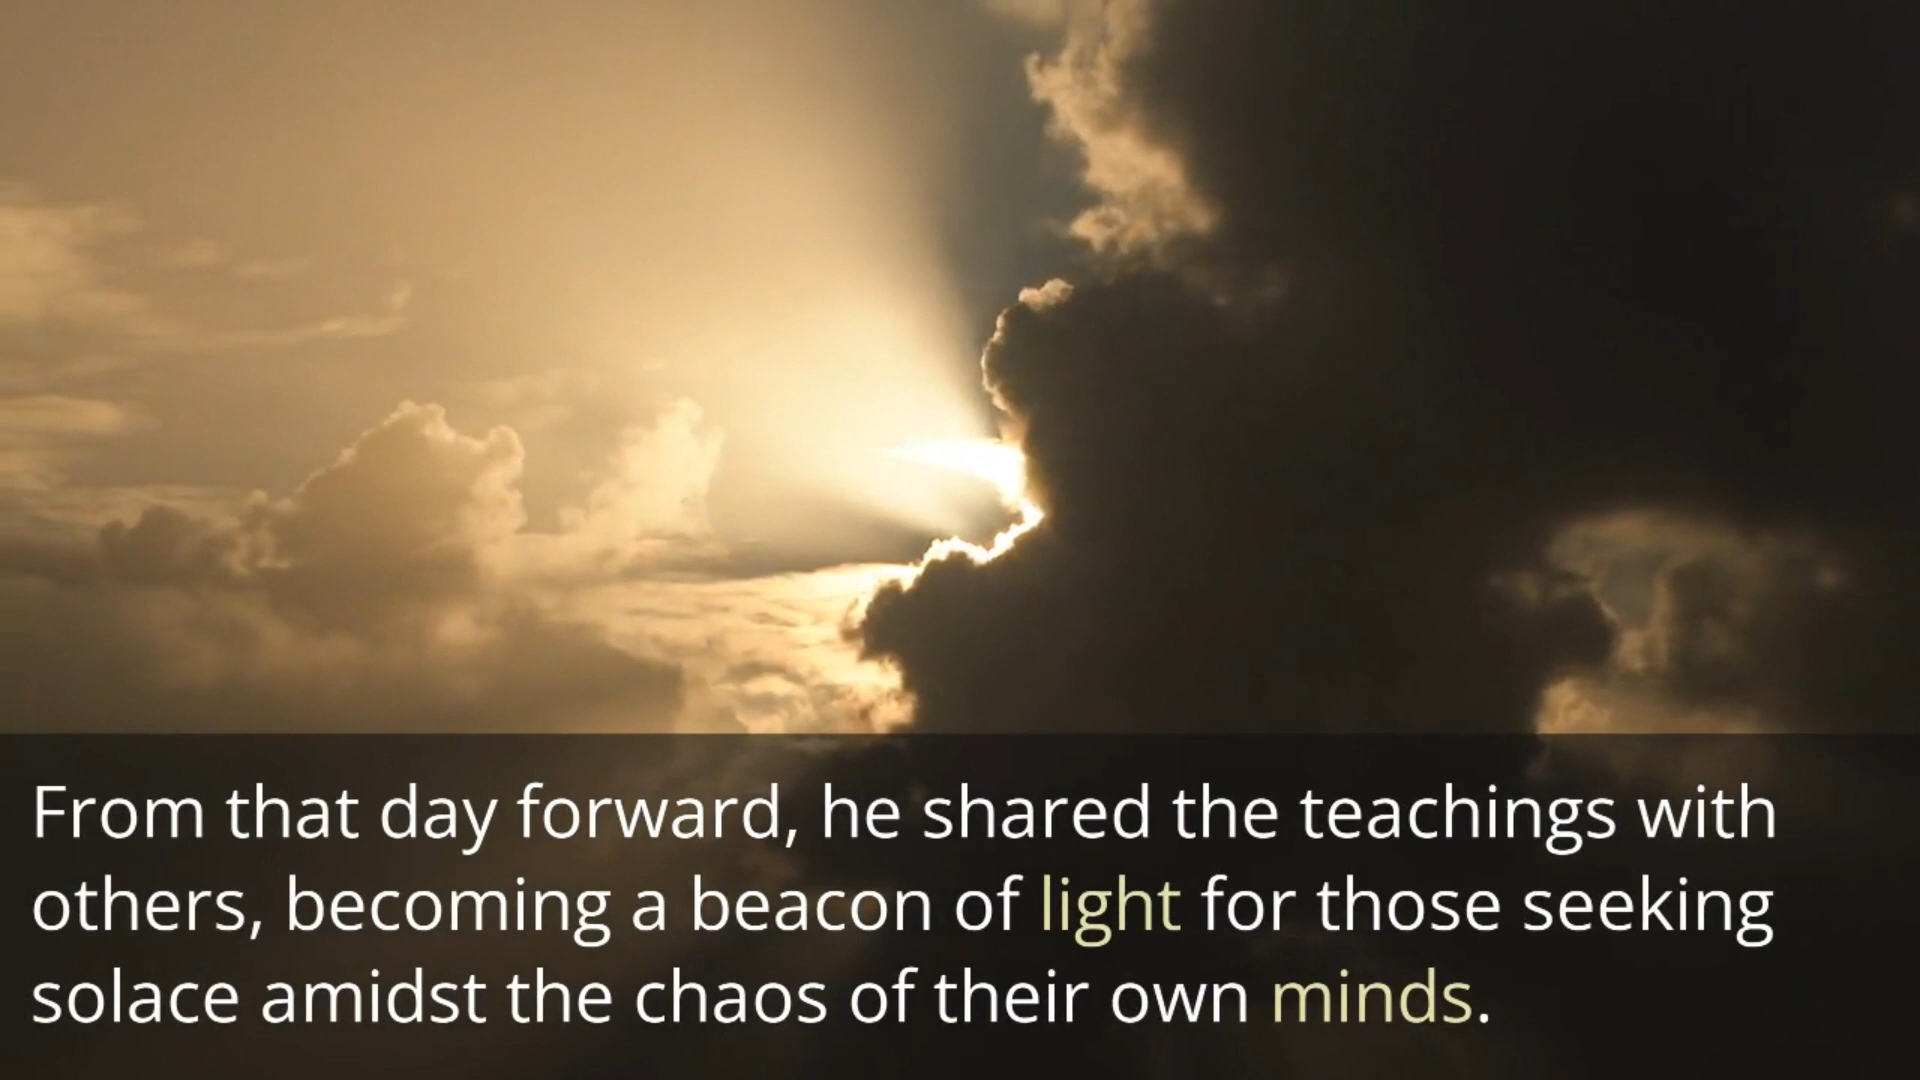 From that day forward, he shared the teachings with
others, becoming a beacon of light for those seeking
solace amidst the chaos of their own minds.